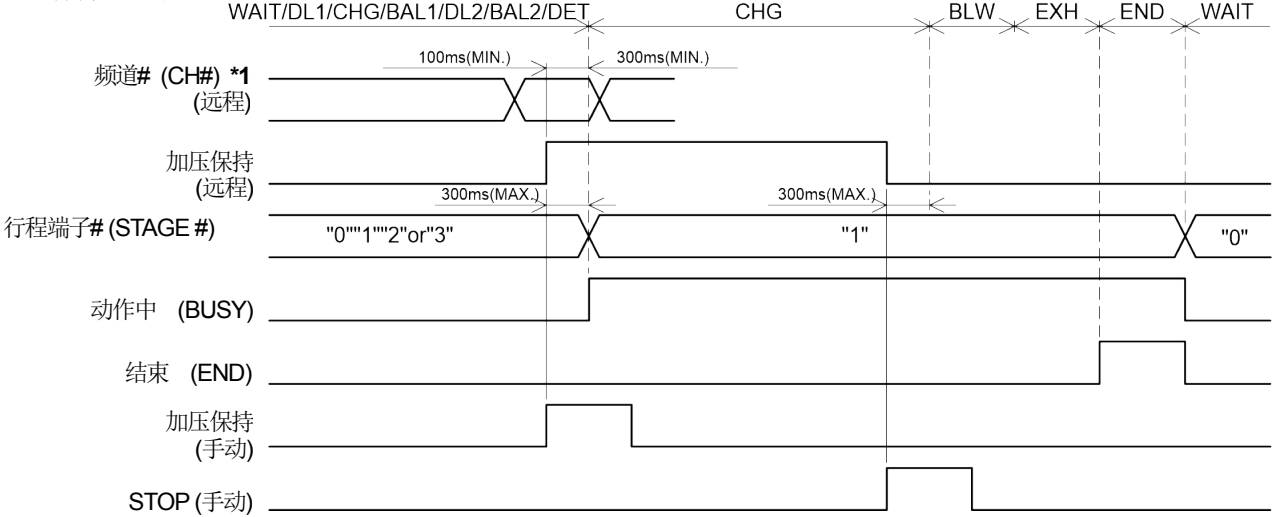 WAIT/DL1/CHG/BAL1/DL2/BAL2/DET CHG BLW EXH END WAIT
100ms(MIN.) 300ms(MIN.)
频道# (CH#) *1
(远程)
加压保持
(远程)
300ms(MAX.) 300ms(MAX.)
行程端子# (STAGE #) "0""1""2"or"3" "1" "0"
动作中 (BUSY)
结束 (END)
加压保持
(手动)
STOP (手动)